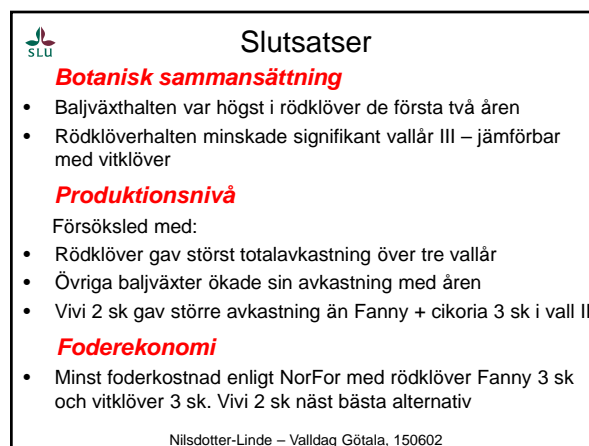 SLU
Slutsatser
Botanisk sammansättning
• Baljväxthalten var högst i rödklöver de första två åren
• Rödklöverhalten minskade signifikant vallår III – jämförbar
med vitklöver
Produktionsnivå
Försöksled med:
• Rödklöver gav störst totalavkastning över tre vallår
• Övriga baljväxter ökade sin avkastning med åren
• Vivi 2 sk gav större avkastning än Fanny + cikoria 3 sk i vall II
Foderekonomi
• Minst foderkostnad enligt NorFor med rödklöver Fanny 3 sk
och vitklöver 3 sk. Vivi 2 sk näst bästa alternativ
Nilsdotter-Linde – Valldag Götala, 150602